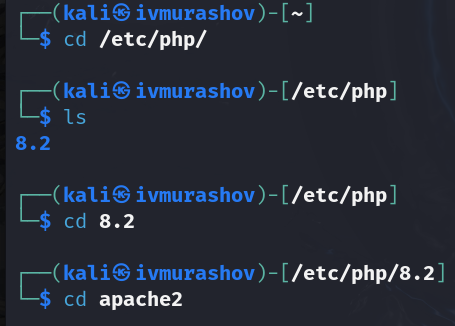 ┌──(kali㉿ivmurashov)-[~]
└─$ cd /etc/php/
┌──(kali㉿ivmurashov)-[/etc/php]
└─$ ls
8.2
┌──(kali㉿ivmurashov)-[/etc/php]
└─$ cd 8.2
┌──(kali㉿ivmurashov)-[/etc/php/8.2]
└─$ cd apache2